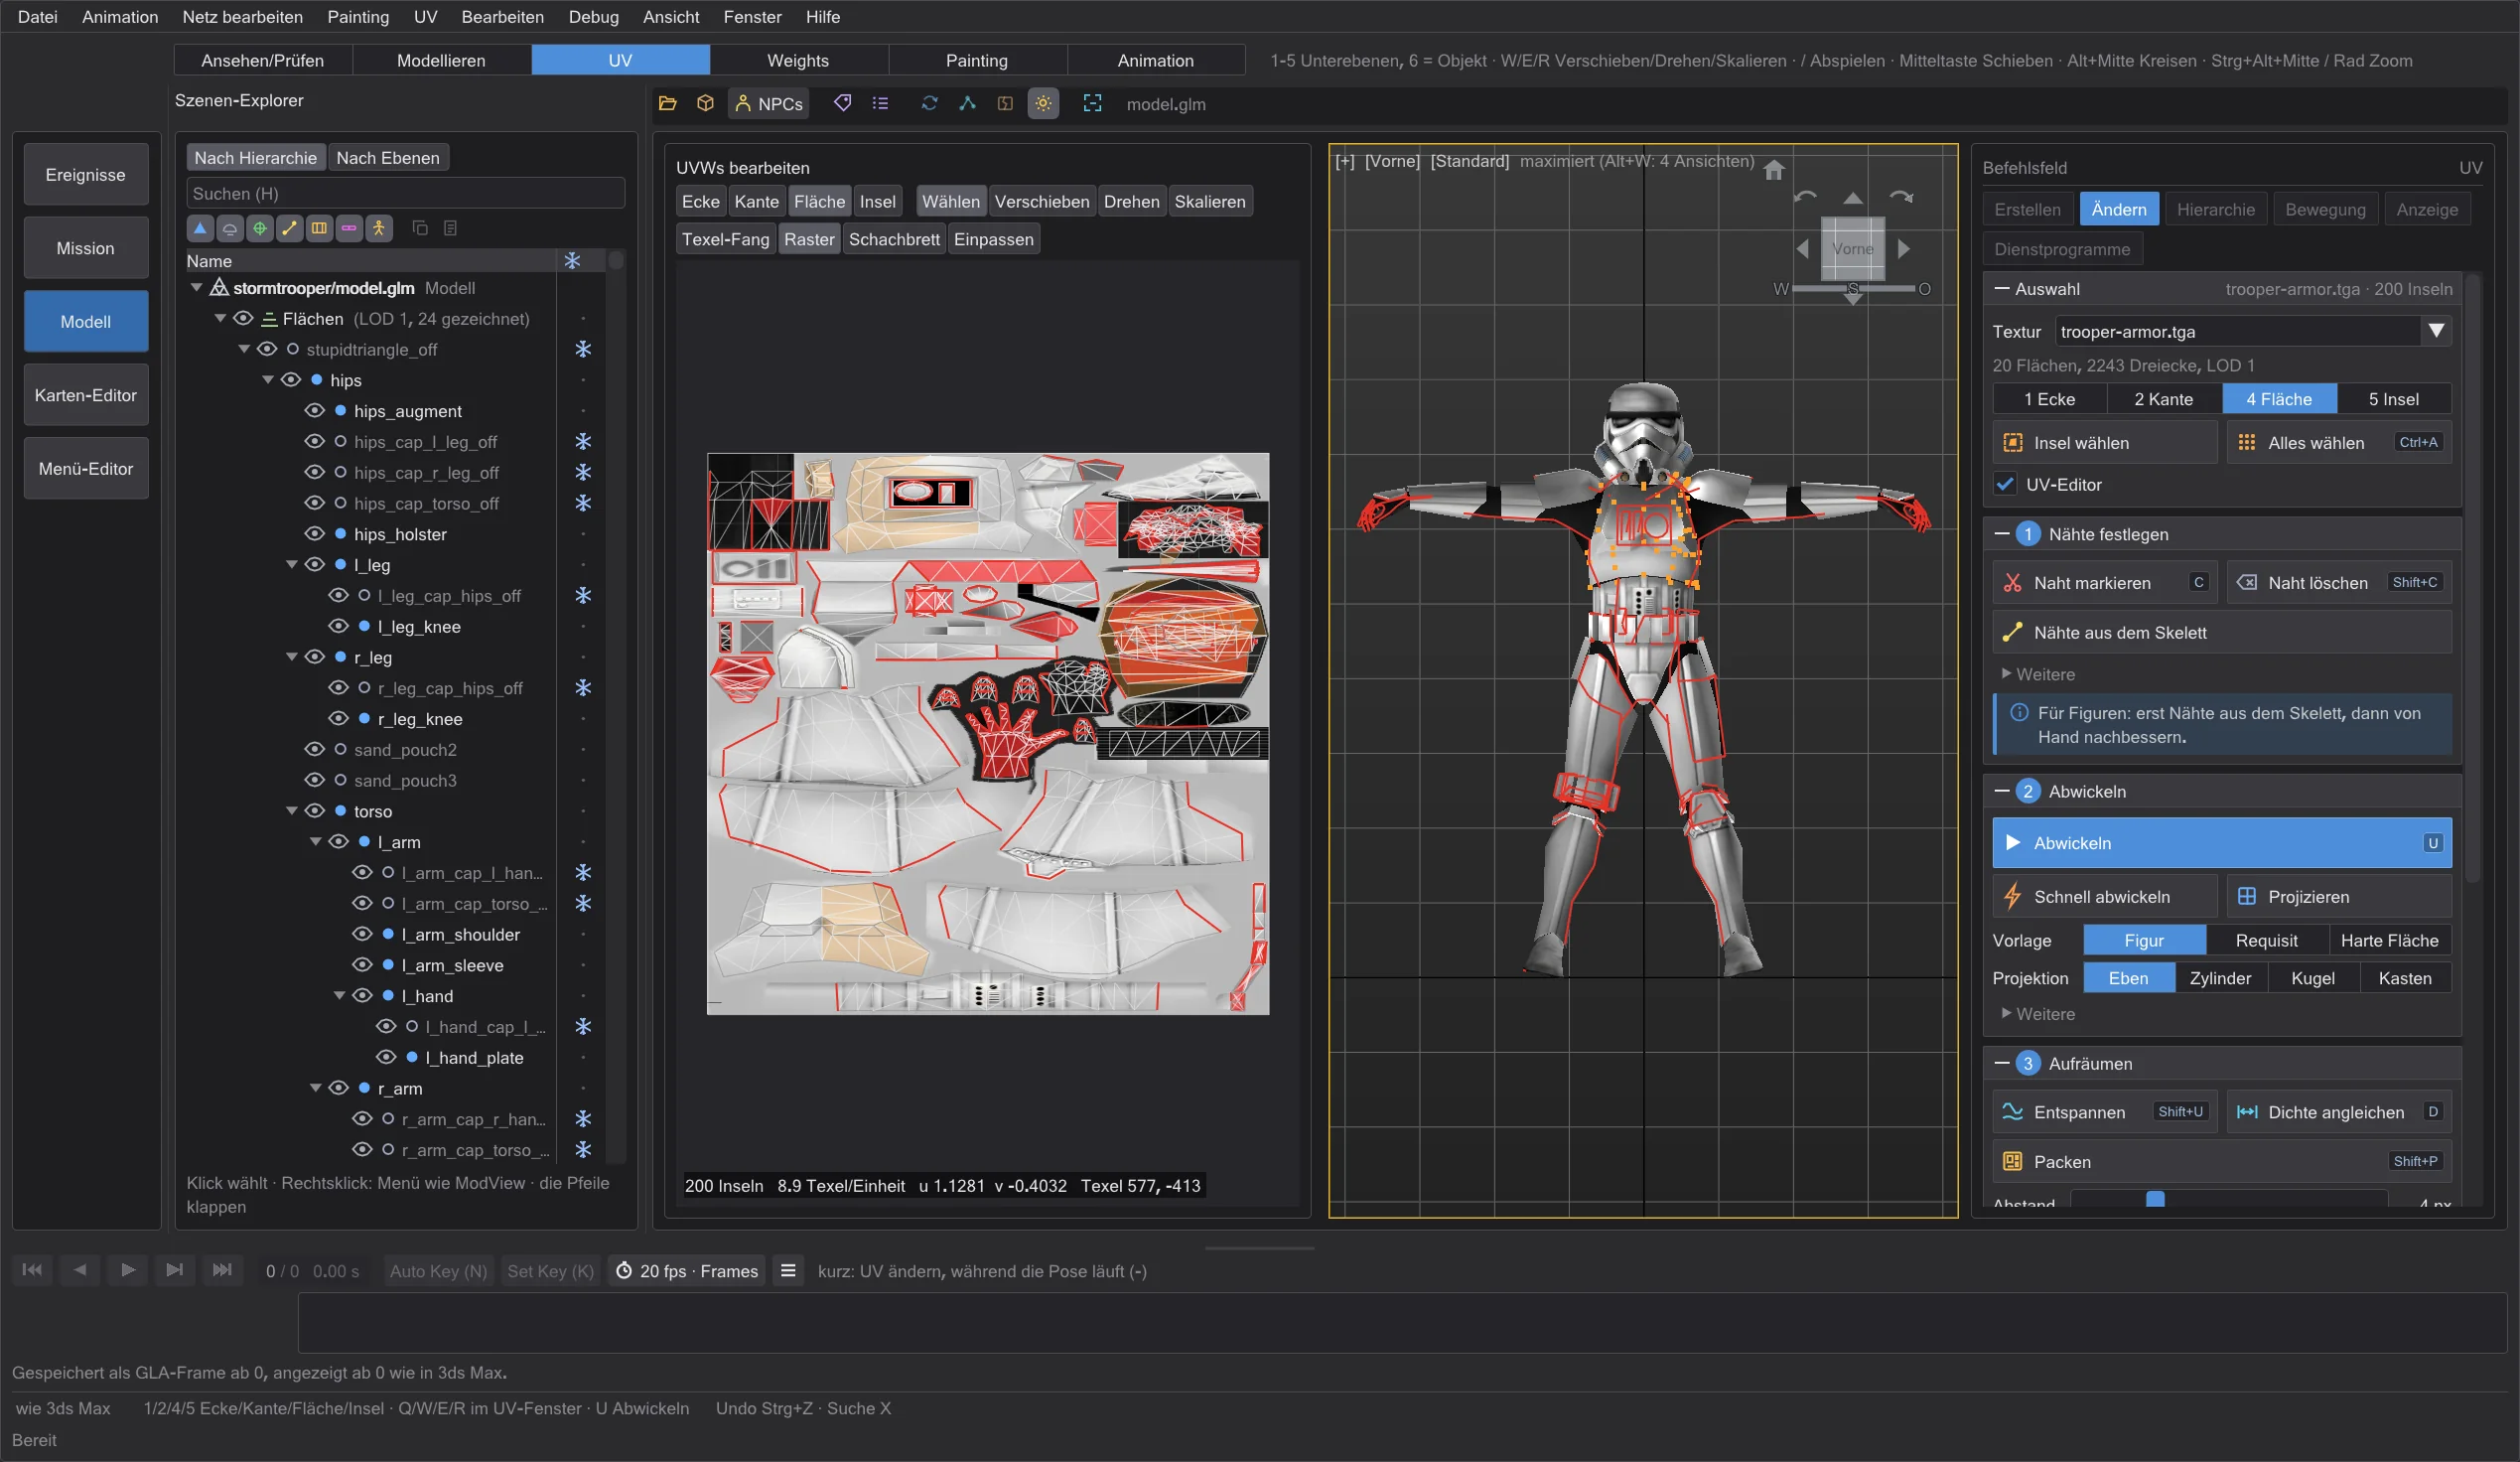 Datei Animation Netz bearbeiten Painting UV Bearbeiten Debug Ansicht Fenster Hilfe
Ansehen/Prüfen Modellieren UV Weights Painting Animation 1-5 Unterebenen, 6 = Objekt · W/E/R Verschieben/Drehen/Skalieren · / Abspielen · Mitteltaste Schieben · Alt+Mitte Kreisen · Strg+Alt+Mitte / Rad Zoom
Ereignisse
Mission
Modell
Karten-Editor
Menü-Editor
Szenen-Explorer
Nach Hierarchie Nach Ebenen
Suchen (H)
Name
stormtrooper/model.glm Modell
Flächen (LOD 1, 24 gezeichnet)
stupidtriangle_off
hips
hips_augment
hips_cap_l_leg_off
hips_cap_r_leg_off
hips_cap_torso_off
hips_holster
l_leg
l_leg_cap_hips_off
l_leg_knee
r_leg
r_leg_cap_hips_off
r_leg_knee
sand_pouch2
sand_pouch3
torso
l_arm
l_arm_cap_l_han...
l_arm_cap_torso_...
l_arm_shoulder
l_arm_sleeve
l_hand
l_hand_cap_l_...
l_hand_plate
r_arm
r_arm_cap_r_han...
r_arm_cap_torso_...
Klick wählt · Rechtsklick: Menü wie ModView · die Pfeile
klappen
NPCs model.glm
UVWs bearbeiten
Ecke Kante Fläche Insel Wählen Verschieben Drehen Skalieren
Texel-Fang Raster Schachbrett Einpassen
200 Inseln 8.9 Texel/Einheit u 1.1281 v -0.4032 Texel 577, -413
[+] [Vorne] [Standard] maximiert (Alt+W: 4 Ansichten)
Vorne
W S O
Befehlsfeld UV
Erstellen Ändern Hierarchie Bewegung Anzeige
Dienstprogramme
Auswahl trooper-armor.tga · 200 Inseln
Textur trooper-armor.tga
20 Flächen, 2243 Dreiecke, LOD 1
1 Ecke 2 Kante 4 Fläche 5 Insel
Insel wählen Alles wählen Ctrl+A
UV-Editor
1 Nähte festlegen
Naht markieren C Naht löschen Shift+C
Nähte aus dem Skelett
Weitere
Für Figuren: erst Nähte aus dem Skelett, dann von
Hand nachbessern.
2 Abwickeln
Abwickeln U
Schnell abwickeln Projizieren
Vorlage Figur Requisit Harte Fläche
Projektion Eben Zylinder Kugel Kasten
Weitere
3 Aufräumen
Entspannen Shift+U Dichte angleichen D
Packen Shift+P
Abstand 4 px
0 / 0 0.00 s Auto Key (N) Set Key (K) 20 fps · Frames kurz: UV ändern, während die Pose läuft (-)
Gespeichert als GLA-Frame ab 0, angezeigt ab 0 wie in 3ds Max.
wie 3ds Max 1/2/4/5 Ecke/Kante/Fläche/Insel · Q/W/E/R im UV-Fenster · U Abwickeln Undo Strg+Z · Suche X
Bereit